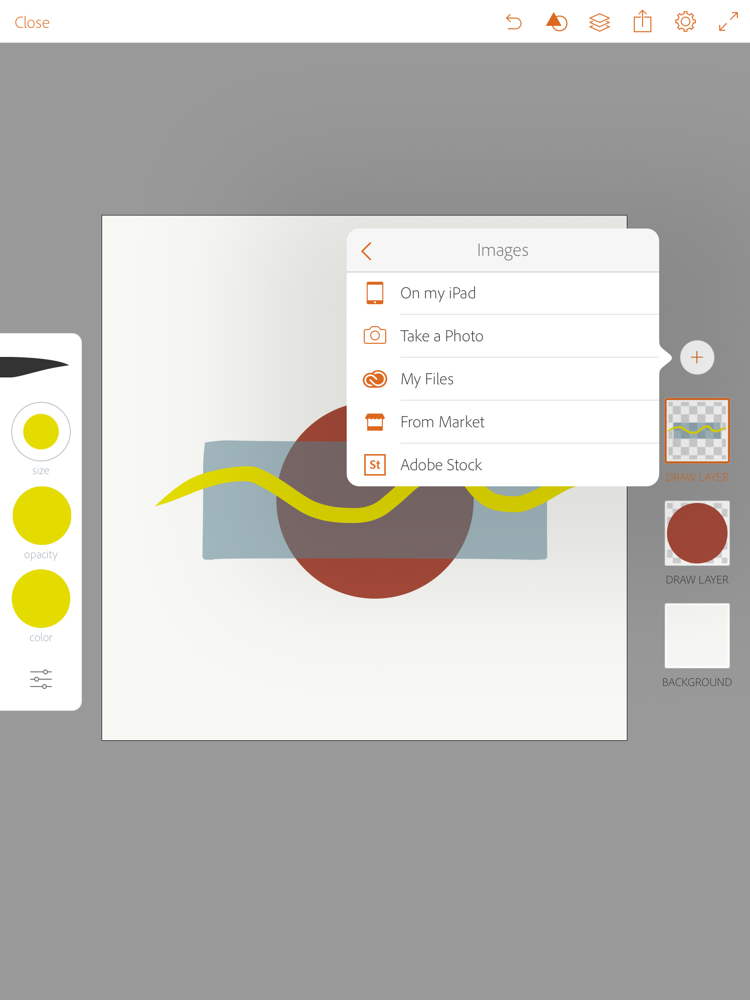 Close
Images
On my iPad
Take a Photo
My Files
From Market
St Adobe Stock
size
opacity
color
DRAW LAYER
DRAW LAYER
BACKGROUND